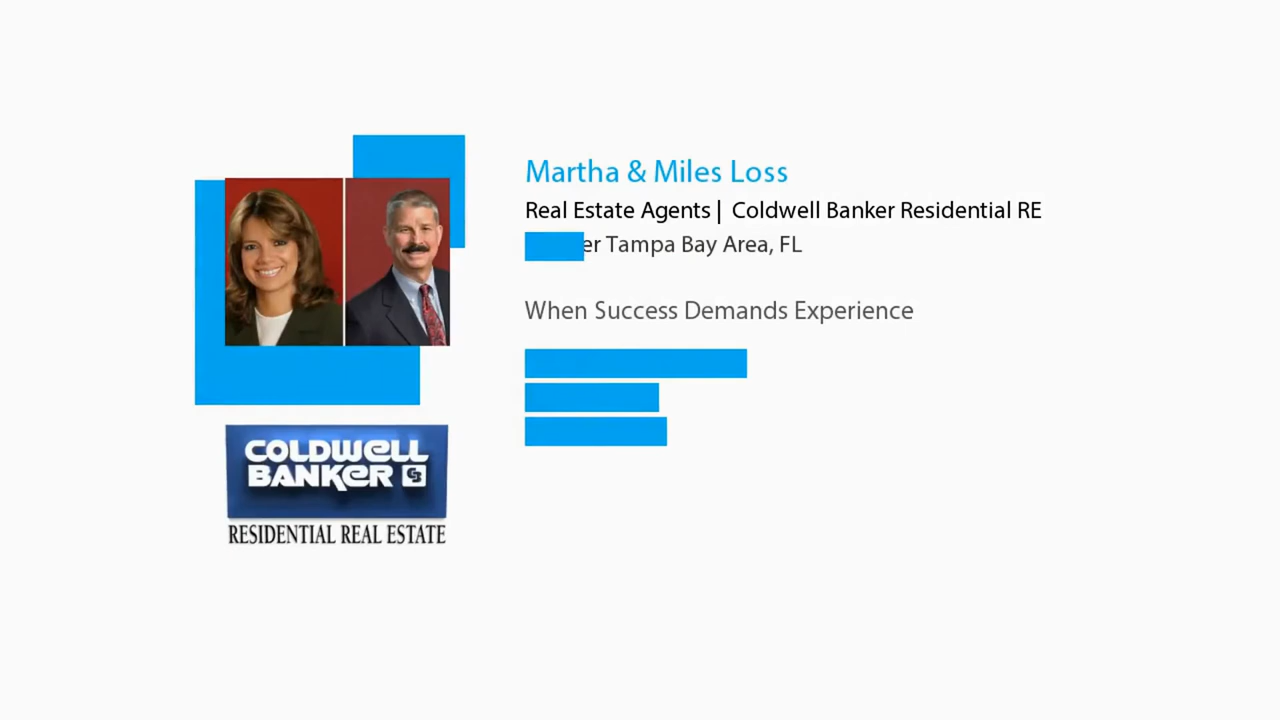 Martha & Miles Loss
Real Estate Agents | Coldwell Banker Residential RE
Tampa Bay Area, FL
When Success Demands Experience
COLDWELL
BANKER CB
RESIDENTIAL REAL ESTATE